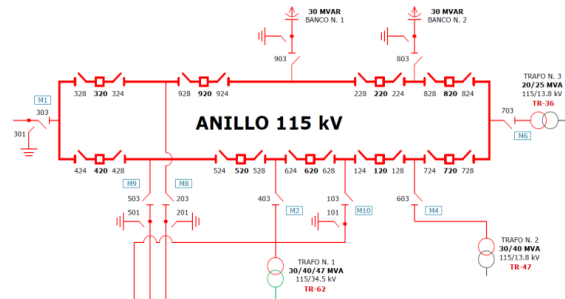 30 MVAR
BANCO N. 1
30 MVAR
BANCO N. 2
903
803
TRAFO N. 3
20/25 MVA
115/13.8 kV
TR-36
M1
303
301
328 320 324
928 920 924
228 220 224
828 820 824
703
M6
ANILLO 115 kV
424 420 428
524 520 528
624 620 628
124 120 128
724 720 728
M9
M8
503
203
501
201
403
M2
103
101
M10
603
M4
TRAFO N. 1
30/40/47 MVA
115/34.5 kV
TR-62
TRAFO N. 2
30/40 MVA
115/13.8 kV
TR-47